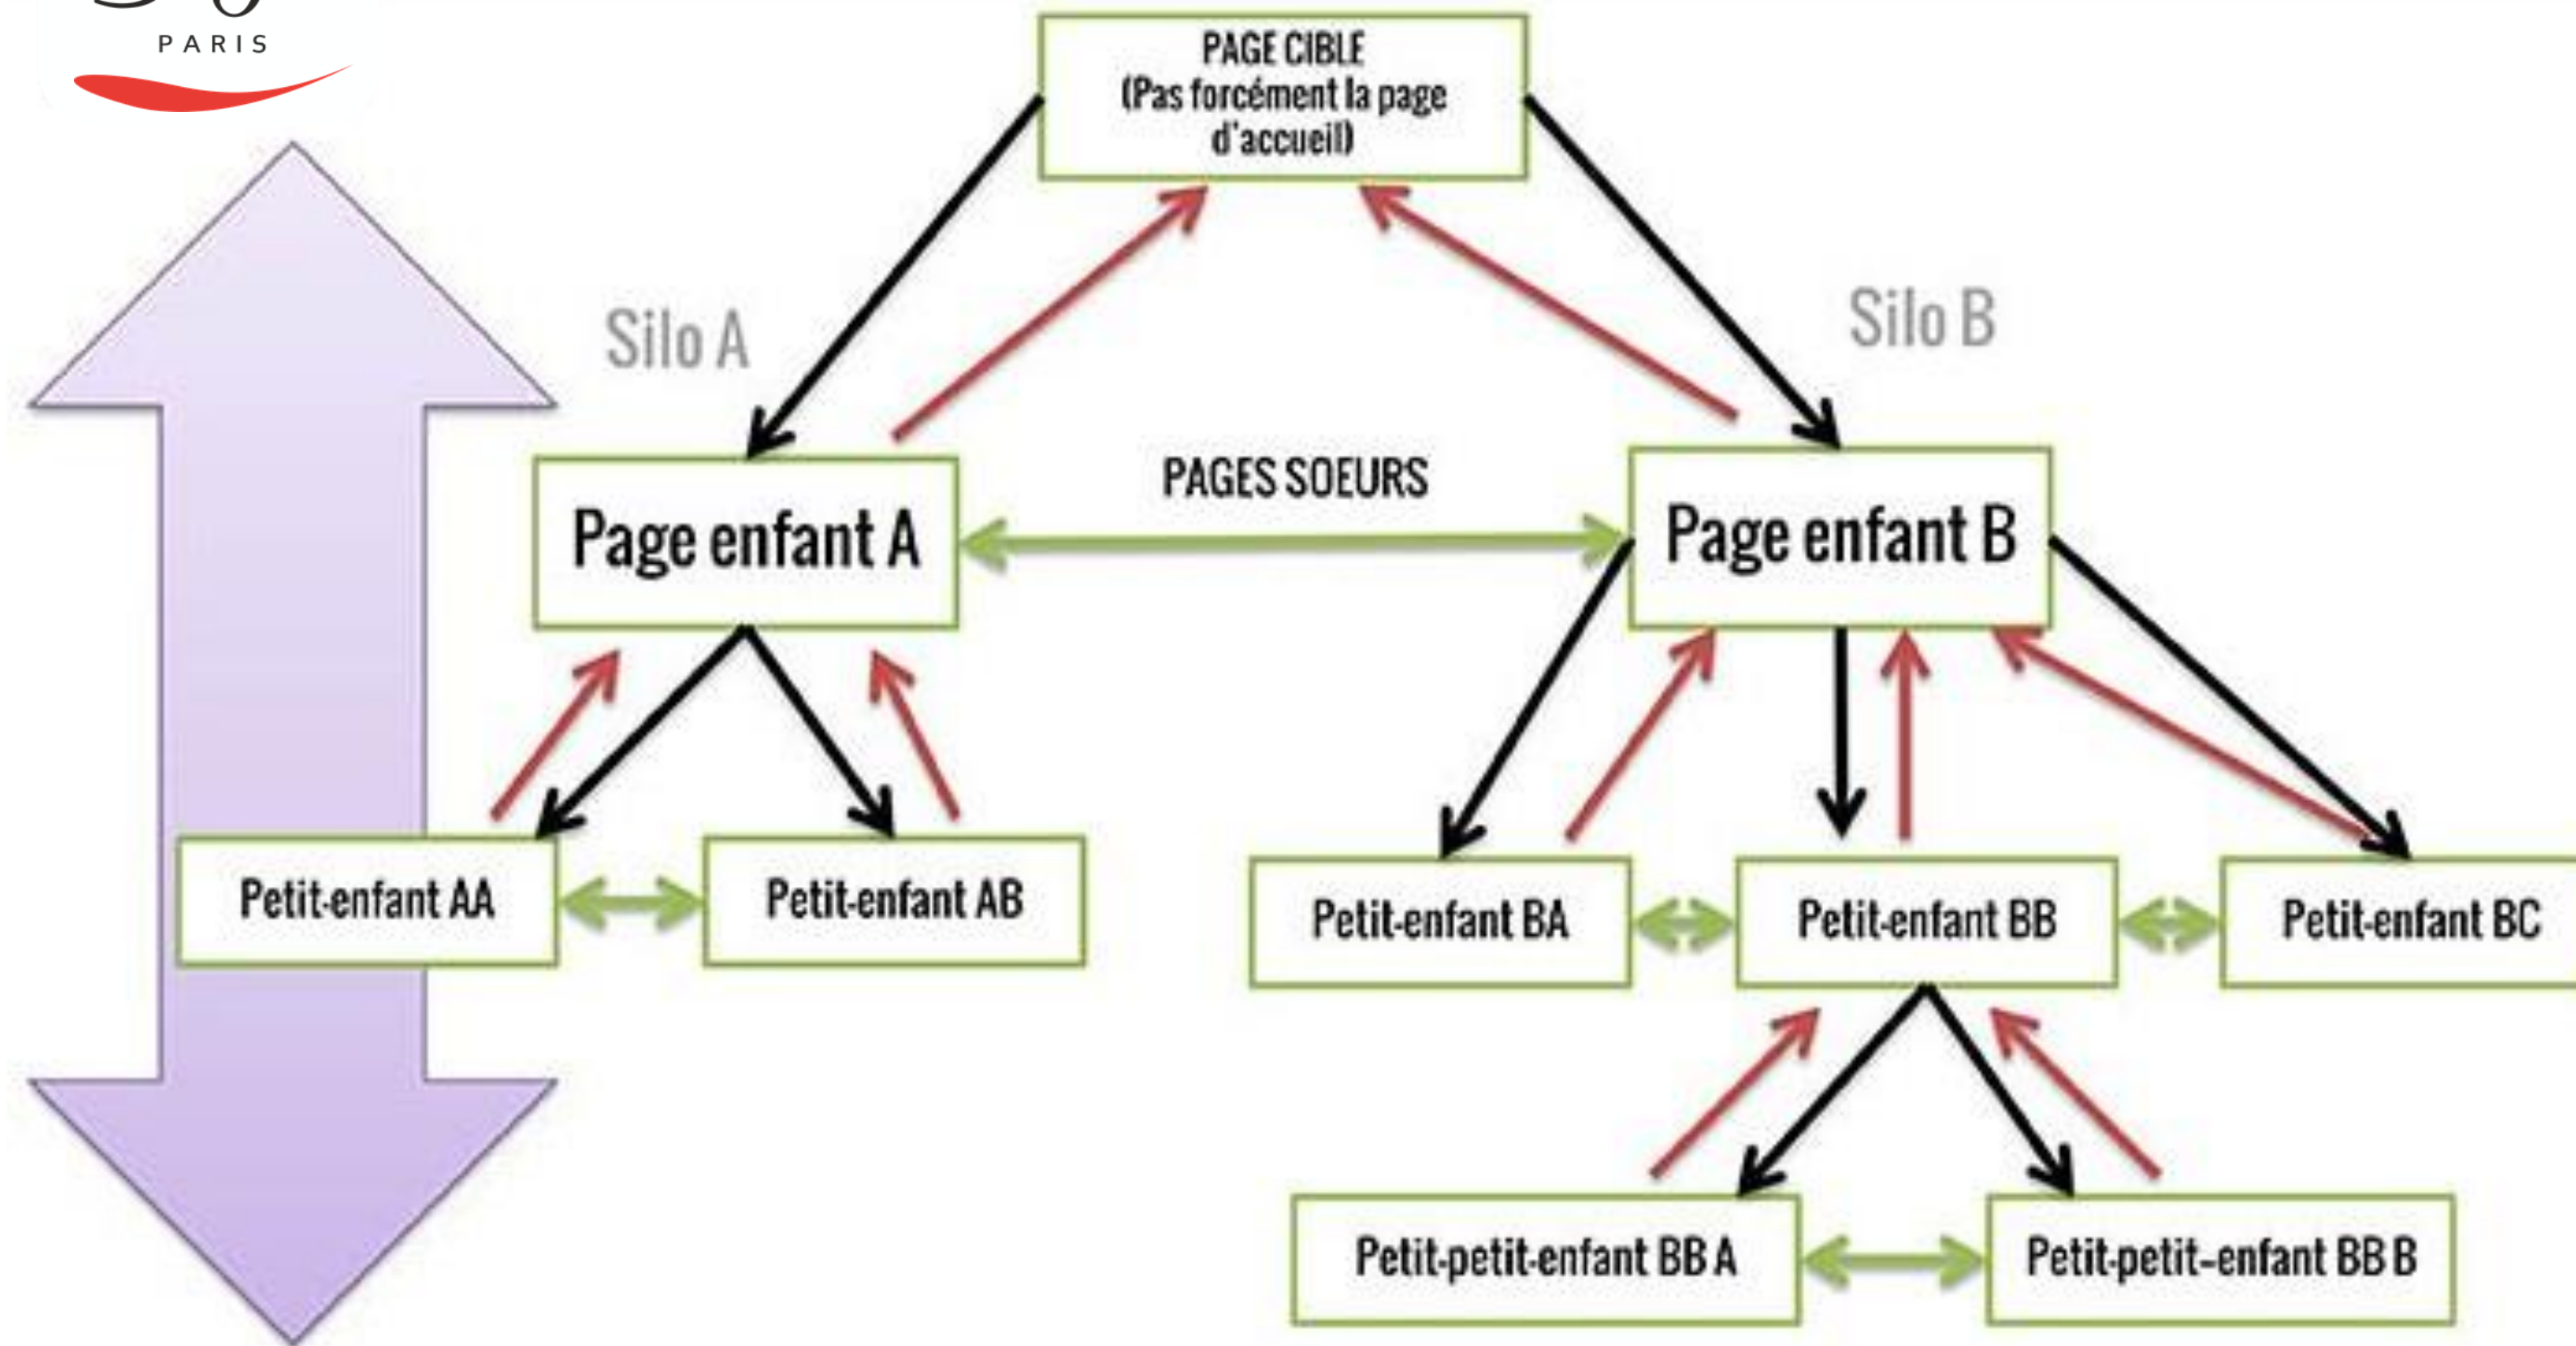 PARIS
PAGE CIBLE
(Pas forcément la page
d'accueil)
Silo A
Silo B
PAGES SOEURS
Page enfant A
Page enfant B
Petit-enfant AA
Petit-enfant AB
Petit-enfant BA
Petit-enfant BB
Petit-enfant BC
Petit-petit-enfant BB A
Petit-petit-enfant BB B